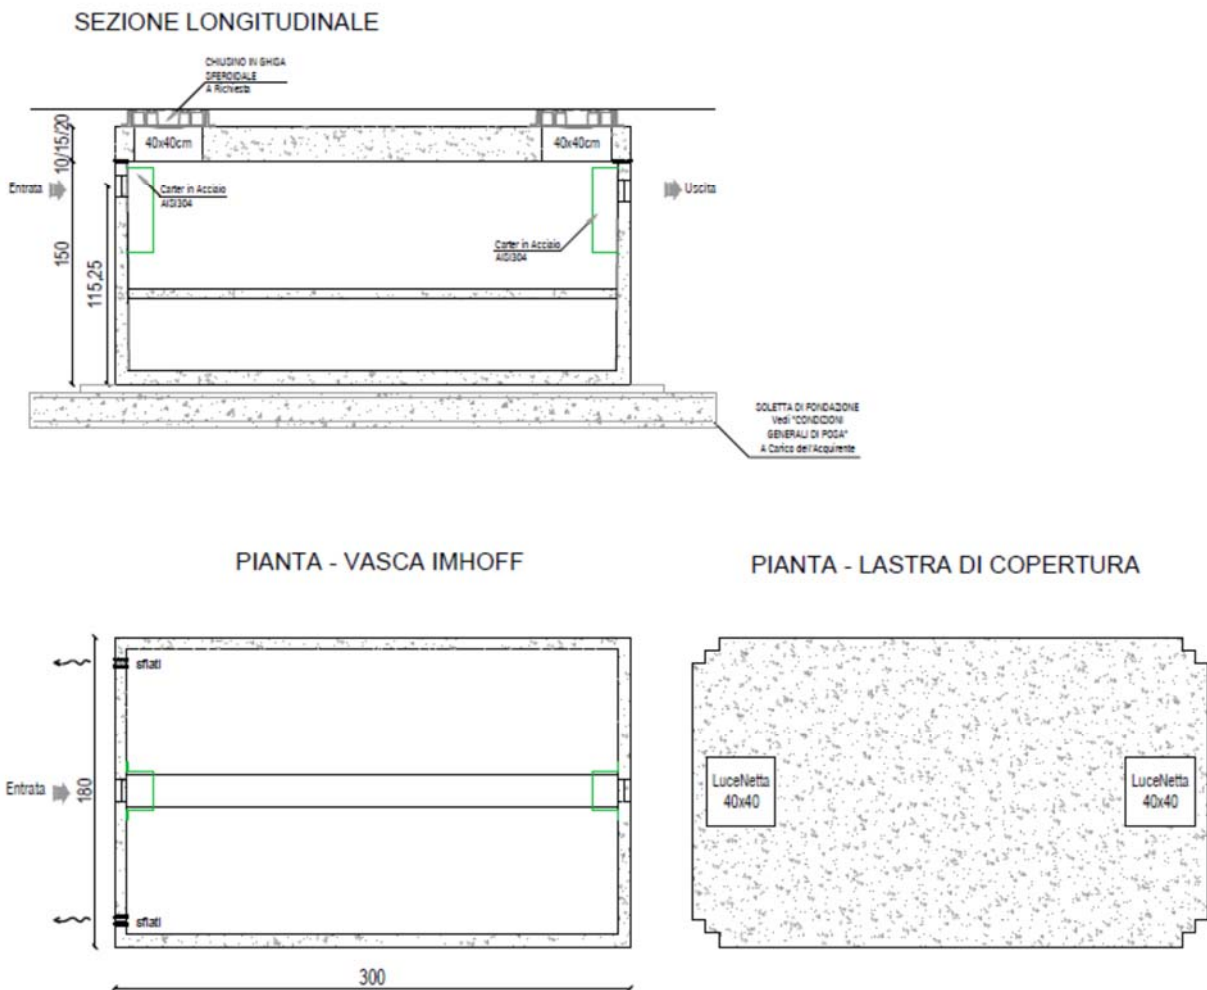 SEZIONE LONGITUDINALE
CHIUSINO IN GHISA
SFEROIDALE
A Richiesta
10/15/20
40x40cm
40x40cm
Entrata
Carter in Acciaio
AISI304
Uscita
Carter in Acciaio
AISI304
150
115,25
SOLETTA DI FONDAZIONE
Vedi "CONDIZIONI
GENERALI DI POSA"
A Carico dell'Acquirente
PIANTA - VASCA IMHOFF
PIANTA - LASTRA DI COPERTURA
sfiati
Entrata
180
LuceNetta
40x40
LuceNetta
40x40
sfiati
300